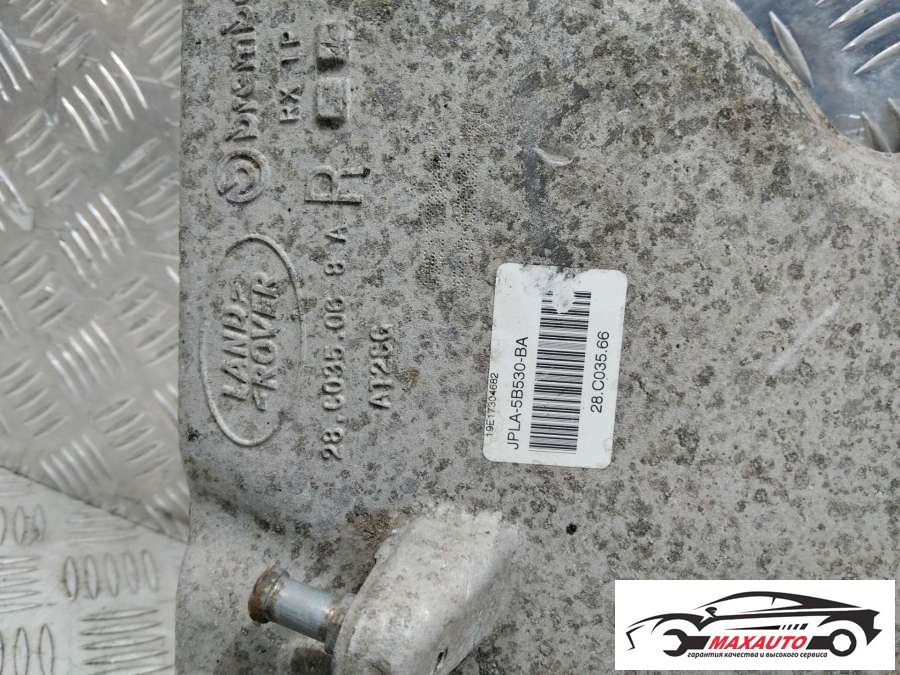 brembo
RX 1P
R
LAND
ROVER
28.C035.06 8 A
AT286
19E17304682
JPLA-5B530-BA
28.C035.66
MAXAUTO
гарантия качества и высокого сервиса